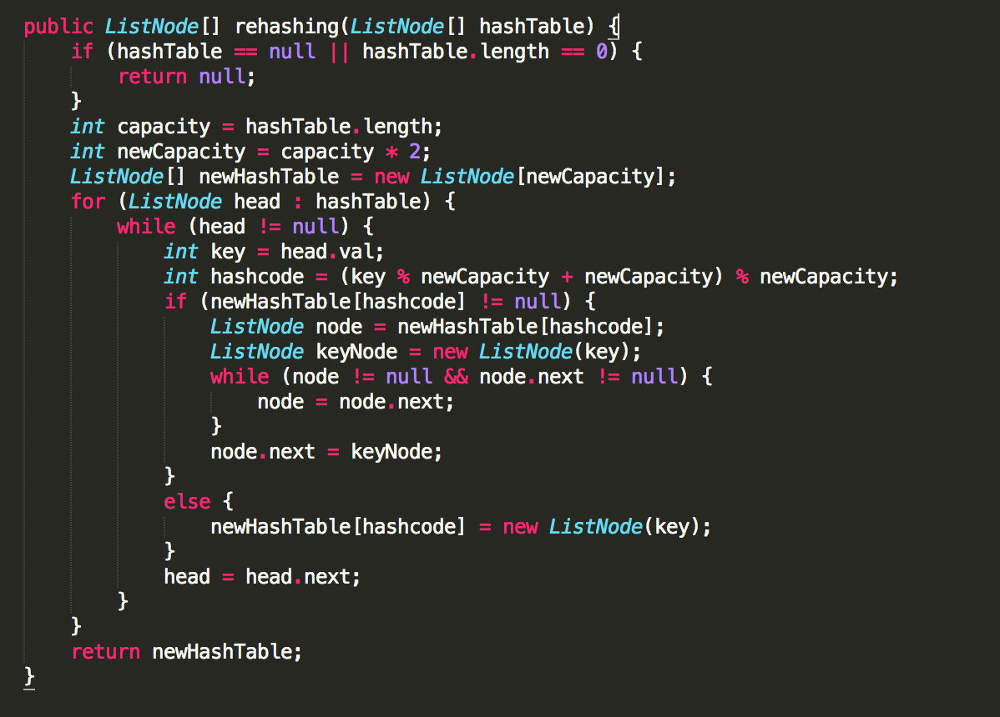 public ListNode[] rehashing(ListNode[] hashTable) {
    if (hashTable == null || hashTable.length == 0) {
        return null;
    }
    int capacity = hashTable.length;
    int newCapacity = capacity * 2;
    ListNode[] newHashTable = new ListNode[newCapacity];
    for (ListNode head : hashTable) {
        while (head != null) {
            int key = head.val;
            int hashcode = (key % newCapacity + newCapacity) % newCapacity;
            if (newHashTable[hashcode] != null) {
                ListNode node = newHashTable[hashcode];
                ListNode keyNode = new ListNode(key);
                while (node != null && node.next != null) {
                    node = node.next;
                }
                node.next = keyNode;
            }
            else {
                newHashTable[hashcode] = new ListNode(key);
            }
            head = head.next;
        }
    }
    return newHashTable;
}